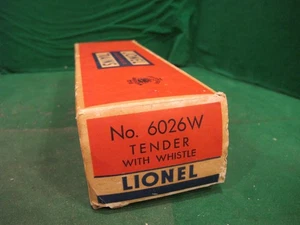 No. 6026W
TENDER
WITH WHISTLE
LIONEL